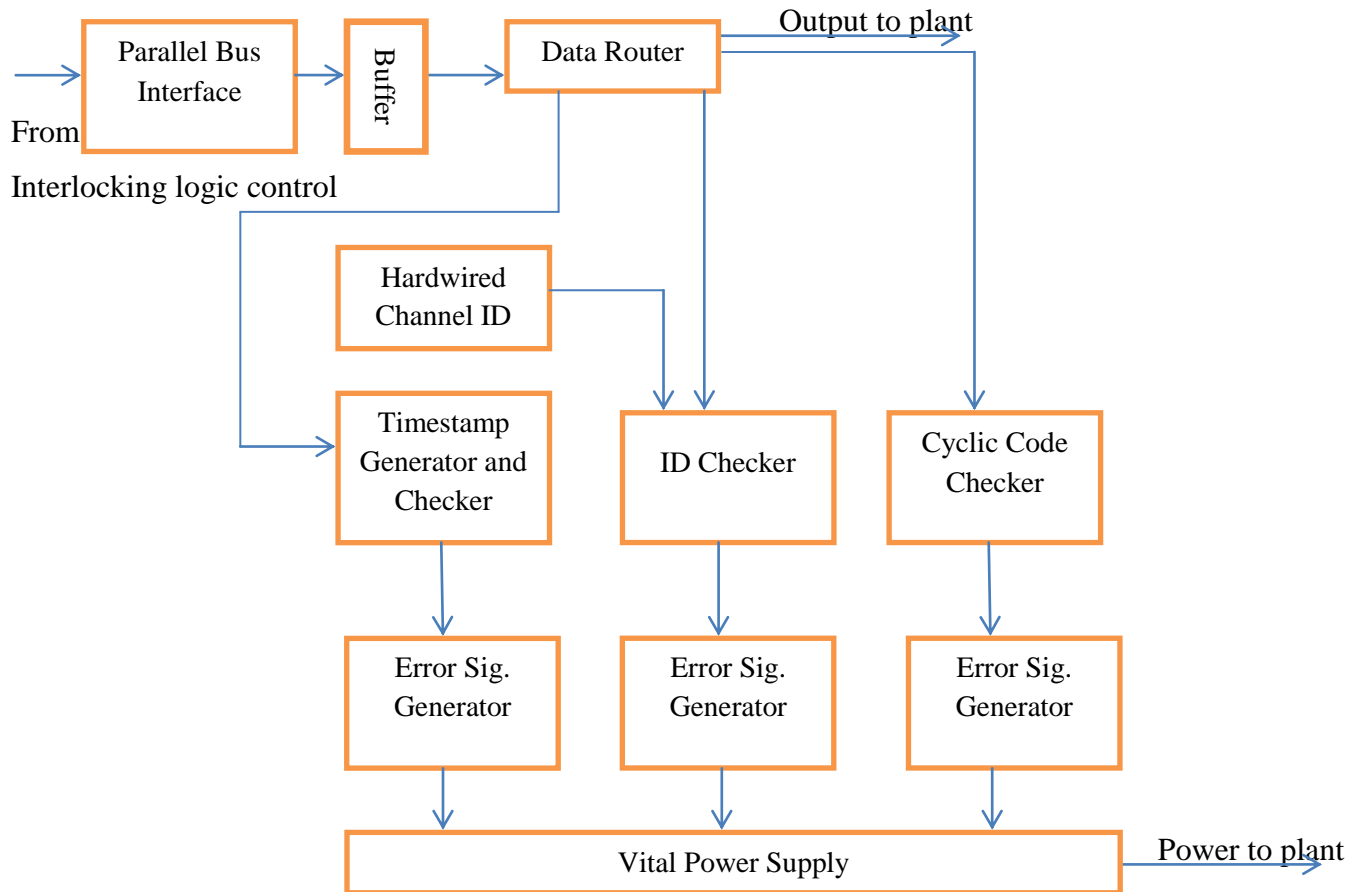 Output to plant
Parallel Bus
Interface
Buffer
Data Router
From
Interlocking logic control
Hardwired
Channel ID
Timestamp
Generator and
Checker
ID Checker
Cyclic Code
Checker
Error Sig.
Generator
Error Sig.
Generator
Error Sig.
Generator
Vital Power Supply
Power to plant